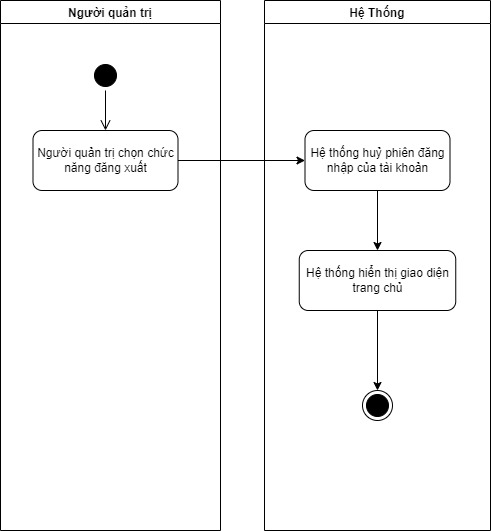 Người quản trị
Hệ Thống
Người quản trị chọn chức
năng đăng xuất
Hệ thống huỷ phiên đăng
nhập của tài khoản
Hệ thống hiển thị giao diện
trang chủ